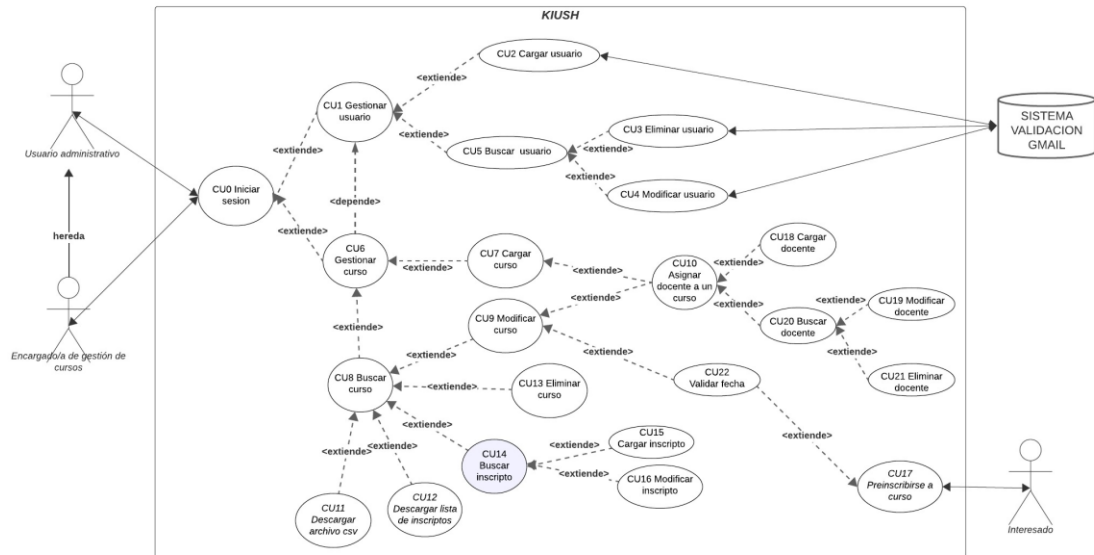 KIUSH
CU2 Cargar usuario
<extiende>
CU1 Gestionar
usuario
<extiende>
CU3 Eliminar usuario
<extiende>
CU5 Buscar usuario
<extiende>
CU4 Modificar usuario
SISTEMA
VALIDACION
GMAIL
Usuario administrativo
hereda
Encargado/a de gestión de
cursos
CU0 Iniciar
sesion
<extiende>
<extiende>
<depende>
CU6
Gestionar
curso
<extiende>
CU7 Cargar
curso
<extiende>
<extiende>
CU10
Asignar
docente a un
curso
<extiende>
CU18 Cargar
docente
<extiende>
CU20 Buscar
docente
<extiende>
CU19 Modificar
docente
<extiende>
CU21 Eliminar
docente
CU9 Modificar
curso
<extiende>
CU22
Validar fecha
<extiende>
<extiende>
CU8 Buscar
curso
<extiende>
<extiende>
CU13 Eliminar
curso
<extiende>
CU14
Buscar
inscripto
<extiende>
CU15
Cargar inscripto
<extiende>
CU16 Modificar
inscripto
<extiende>
CU11
Descargar
archivo csv
<extiende>
CU12
Descargar lista
de inscriptos
CU17
Preinscribirse a
curso
Interesado